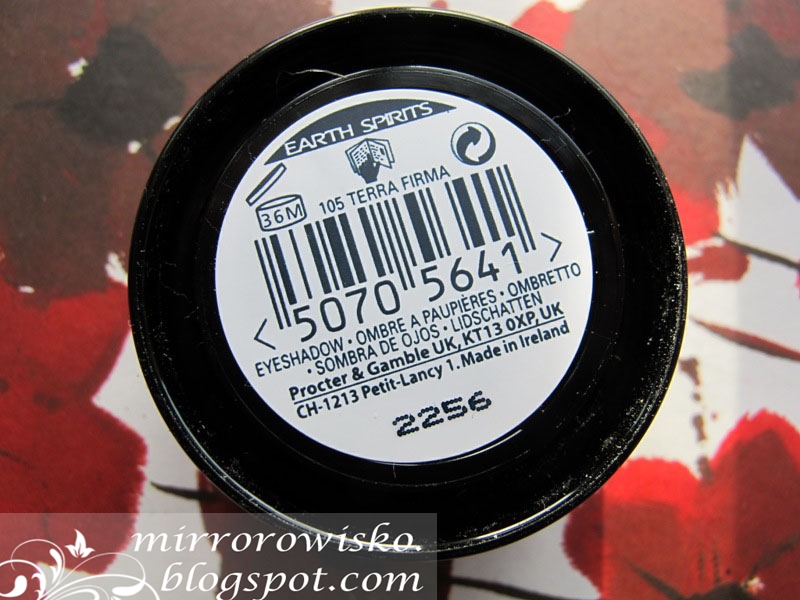 EARTH SPIRITS
36M
105 TERRA FIRMA
< 5070 5641 >
EYESHADOW • OMBRE A PAUPIÈRES • OMBRETTO
• SOMBRA DE OJOS • LIDSCHATTEN
Procter & Gamble UK, KT13 0XP, UK
CH-1213 Petit-Lancy 1. Made in Ireland
2256
mirrorowisko.
blogspot.com